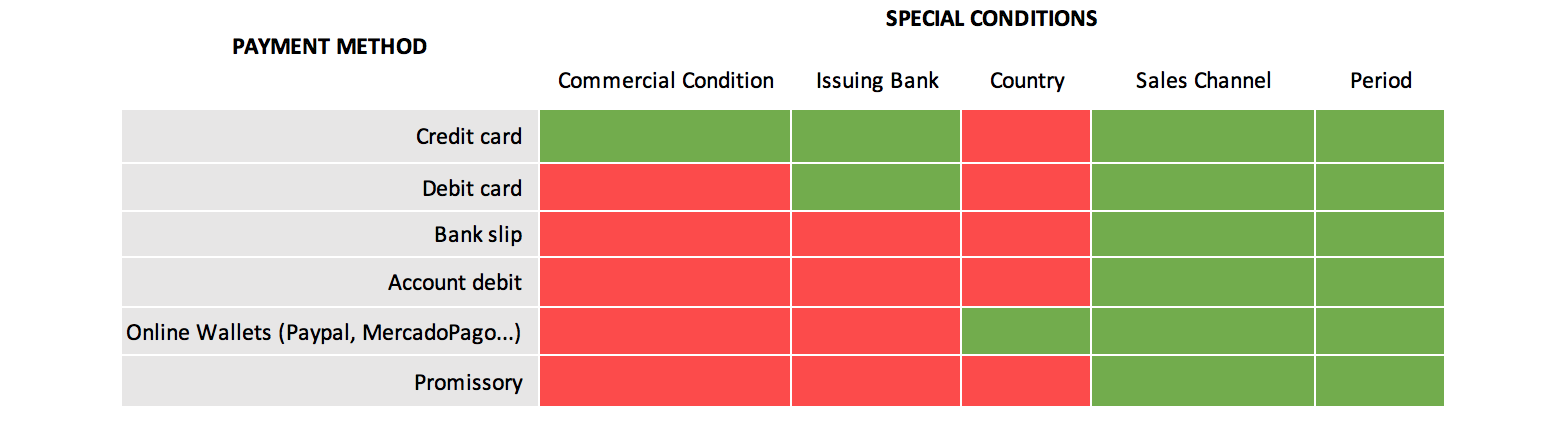 SPECIAL CONDITIONS
PAYMENT METHOD
Commercial Condition Issuing Bank Country Sales Channel Period
Credit card
Debit card
Bank slip
Account debit
Online Wallets (Paypal, MercadoPago...)
Promissory